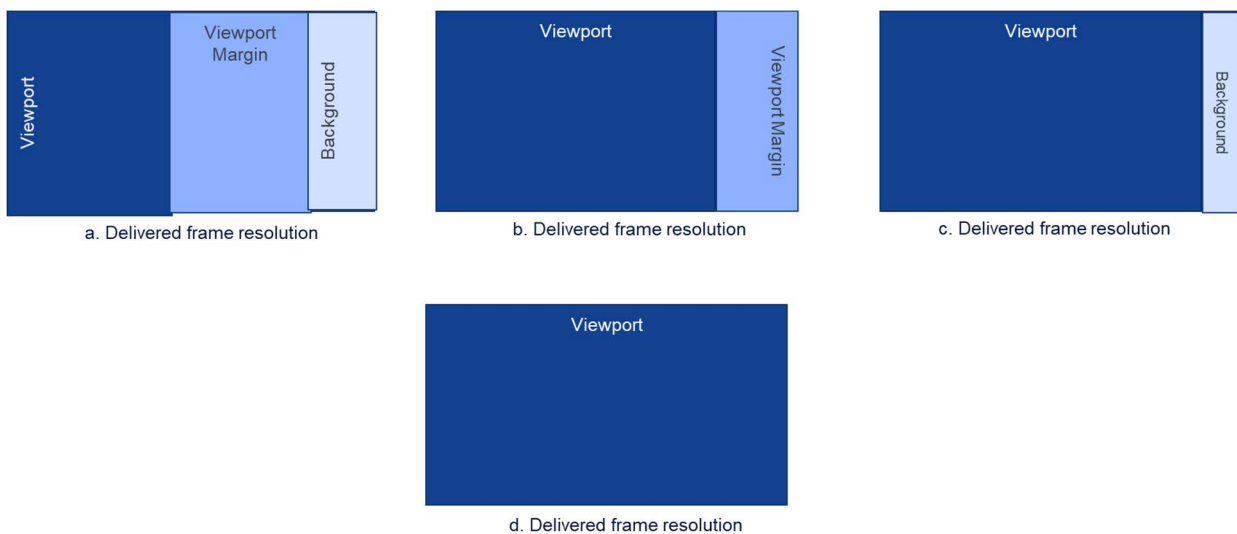 Viewport
Viewport
Margin
Background
a. Delivered frame resolution
Viewport
Viewport Margin
b. Delivered frame resolution
Viewport
Background
c. Delivered frame resolution
Viewport
d. Delivered frame resolution